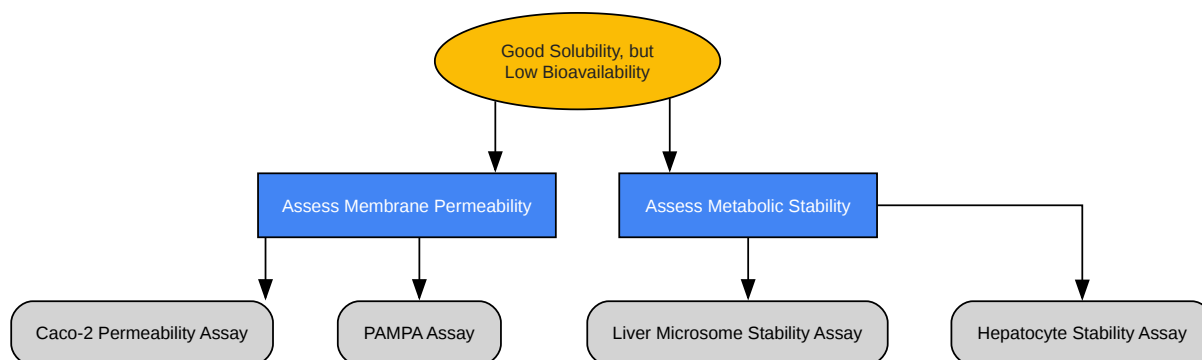 Good Solubility, but
Low Bioavailability
Assess Membrane Permeability
Assess Metabolic Stability
Caco-2 Permeability Assay
PAMPA Assay
Liver Microsome Stability Assay
Hepatocyte Stability Assay